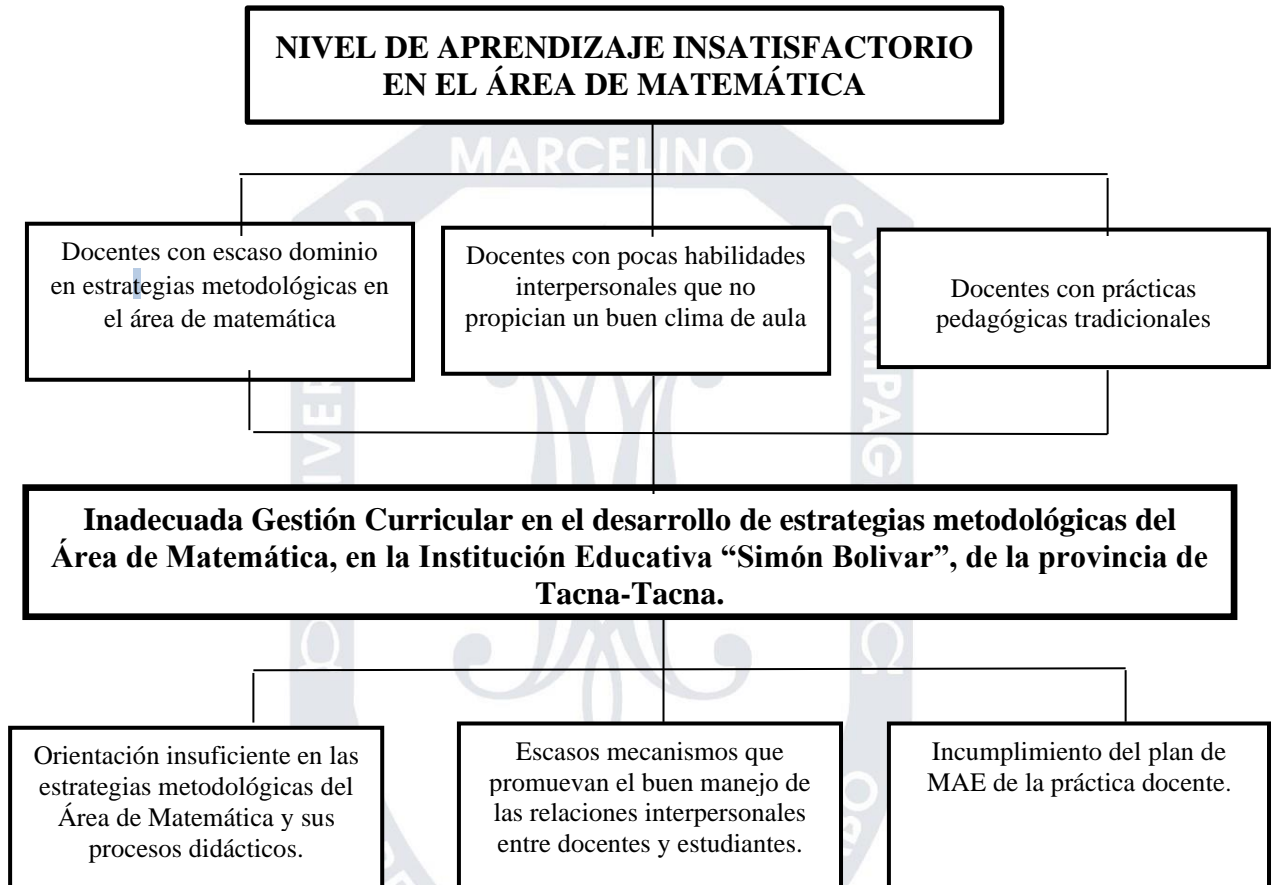 NIVEL DE APRENDIZAJE INSATISFACTORIO
EN EL ÁREA DE MATEMÁTICA
MARCELINO
Docentes con escaso dominio
en estrategias metodológicas en
el área de matemática
Docentes con pocas habilidades
interpersonales que no
propician un buen clima de aula
Docentes con prácticas
pedagógicas tradicionales
Inadecuada Gestión Curricular en el desarrollo de estrategias metodológicas del
Área de Matemática, en la Institución Educativa “Simón Bolivar”, de la provincia de
Tacna-Tacna.
Orientación insuficiente en las
estrategias metodológicas del
Área de Matemática y sus
procesos didácticos.
Escasos mecanismos que
promuevan el buen manejo de
las relaciones interpersonales
entre docentes y estudiantes.
Incumplimiento del plan de
MAE de la práctica docente.